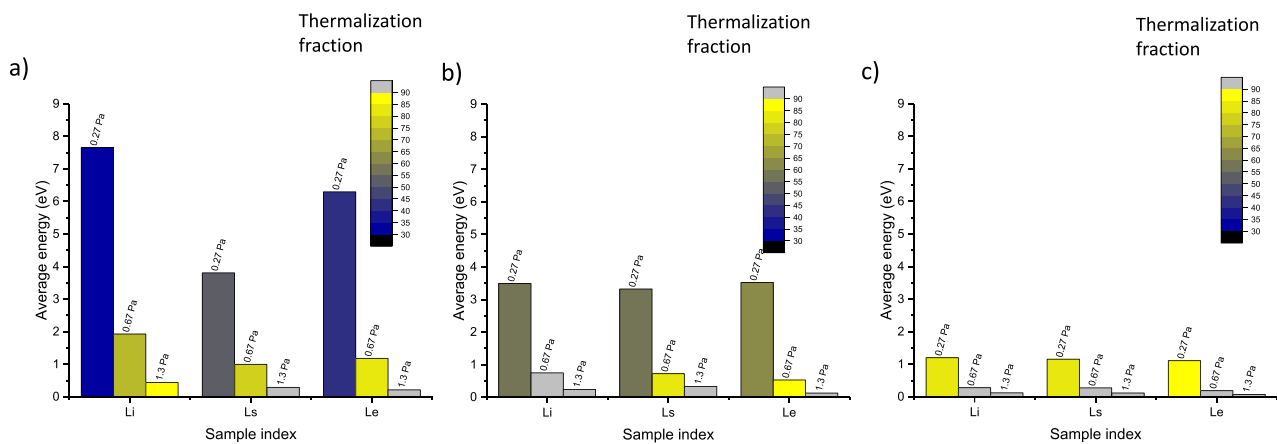 Thermalization
fraction
a)
90
85
80
75
70
65
60
55
50
45
40
35
30
9
8
7
6
5
4
3
2
1
0
Average energy (eV)
0.27 Pa
0.67 Pa
1.3 Pa
0.27 Pa
0.67 Pa
1.3 Pa
0.27 Pa
0.67 Pa
1.3 Pa
Li
Ls
Le
Sample index
Thermalization
fraction
b)
90
85
80
75
70
65
60
55
50
45
40
35
30
9
8
7
6
5
4
3
2
1
0
Average energy (eV)
0.27 Pa
0.67 Pa
1.3 Pa
0.27 Pa
0.67 Pa
1.3 Pa
0.27 Pa
0.67 Pa
1.3 Pa
Li
Ls
Le
Sample index
Thermalization
fraction
c)
90
85
80
75
70
65
60
55
50
45
40
35
30
9
8
7
6
5
4
3
2
1
0
Average energy (eV)
0.27 Pa
0.67 Pa
1.3 Pa
0.27 Pa
0.67 Pa
1.3 Pa
0.27 Pa
0.67 Pa
1.3 Pa
Li
Ls
Le
Sample index